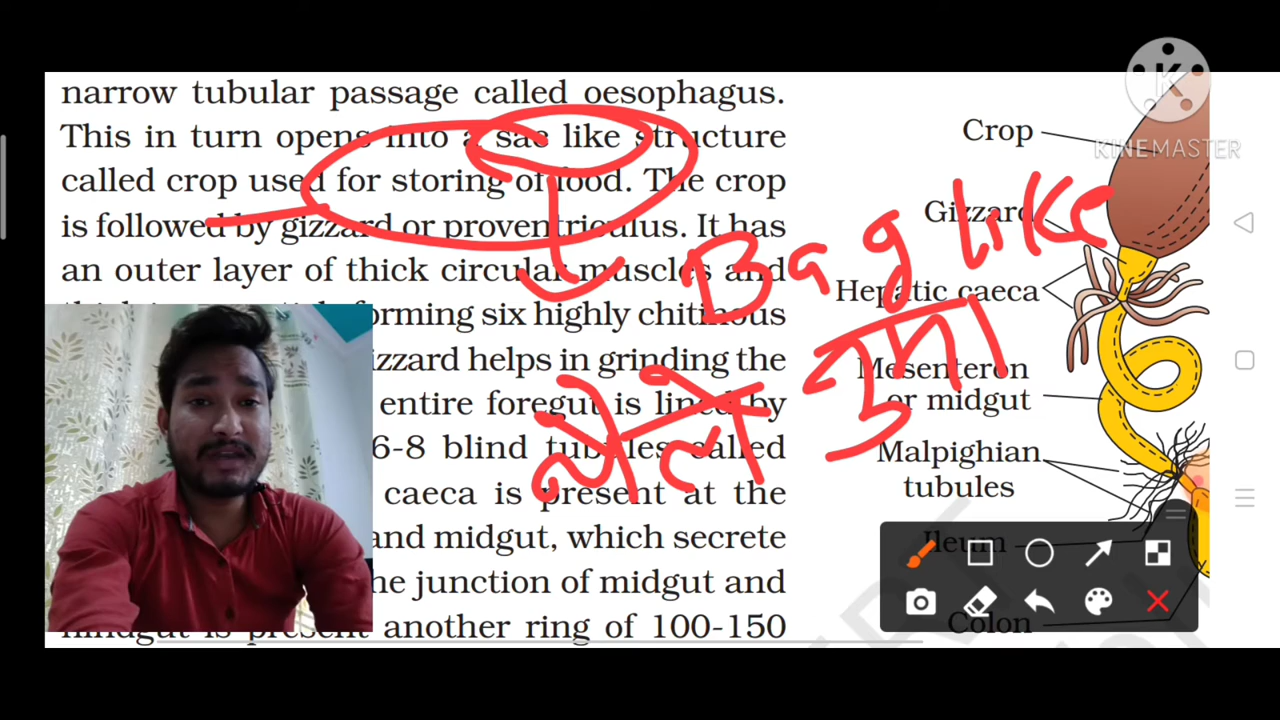 narrow tubular passage called oesophagus.
This in turn opens into a sac like structure
called crop used for storing of food. The crop
is followed by gizzard or proventriculus. It has
an outer layer of thick circular muscles and
forming six highly chitinous
gizzard helps in grinding the
entire foregut is lined by
6-8 blind tubules called
caeca is present at the
and midgut, which secrete
he junction of midgut and
hindgut is present another ring of 100-150
Crop
KINEMASTER
Gizzard
Hepatic caeca
Mesenteron
or midgut
Malpighian
tubules
Ileum
Colon
Bag like